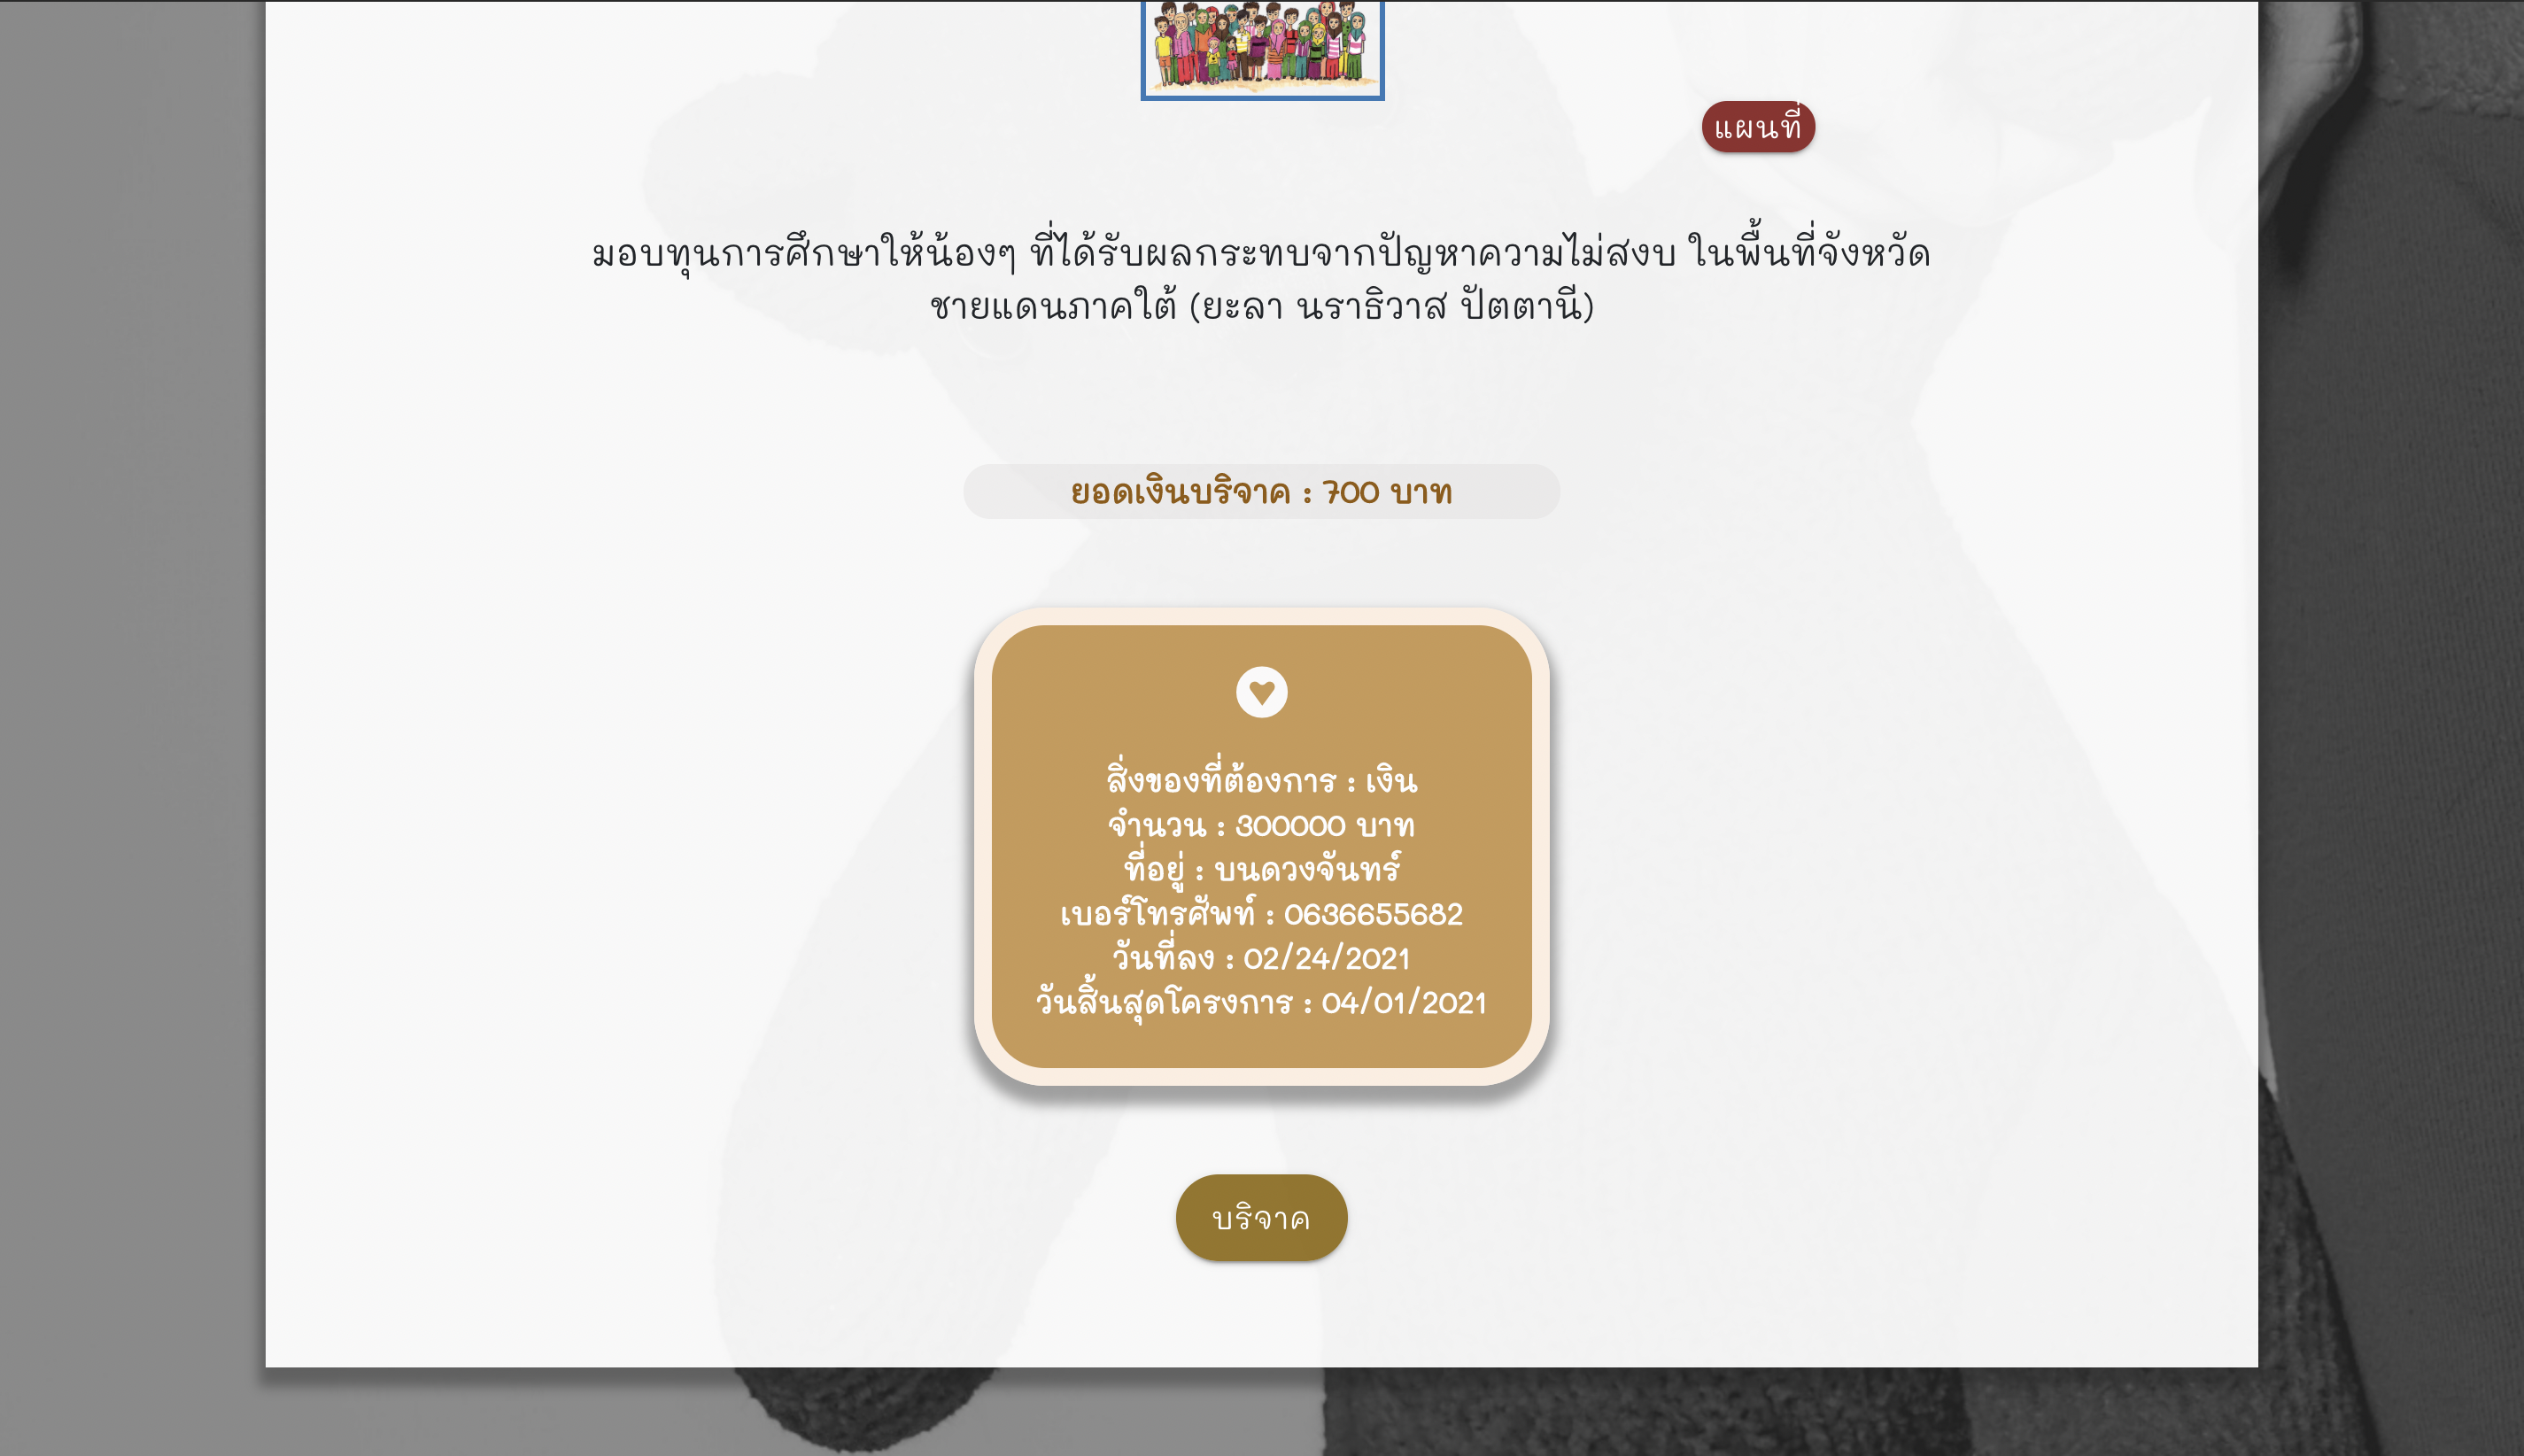 แผนที่
มอบทุนการศึกษาให้น้องๆ ที่ได้รับผลกระทบจากปัญหาความไม่สงบ ในพื้นที่จังหวัด
ชายแดนภาคใต้ (ยะลา นราธิวาส ปัตตานี)
ยอดเงินบริจาค : 700 บาท
สิ่งของที่ต้องการ : เงิน
จำนวน : 300000 บาท
ที่อยู่ : บนดวงจันทร์
เบอร์โทรศัพท์ : 0636655682
วันที่ลง : 02/24/2021
วันสิ้นสุดโครงการ : 04/01/2021
บริจาค